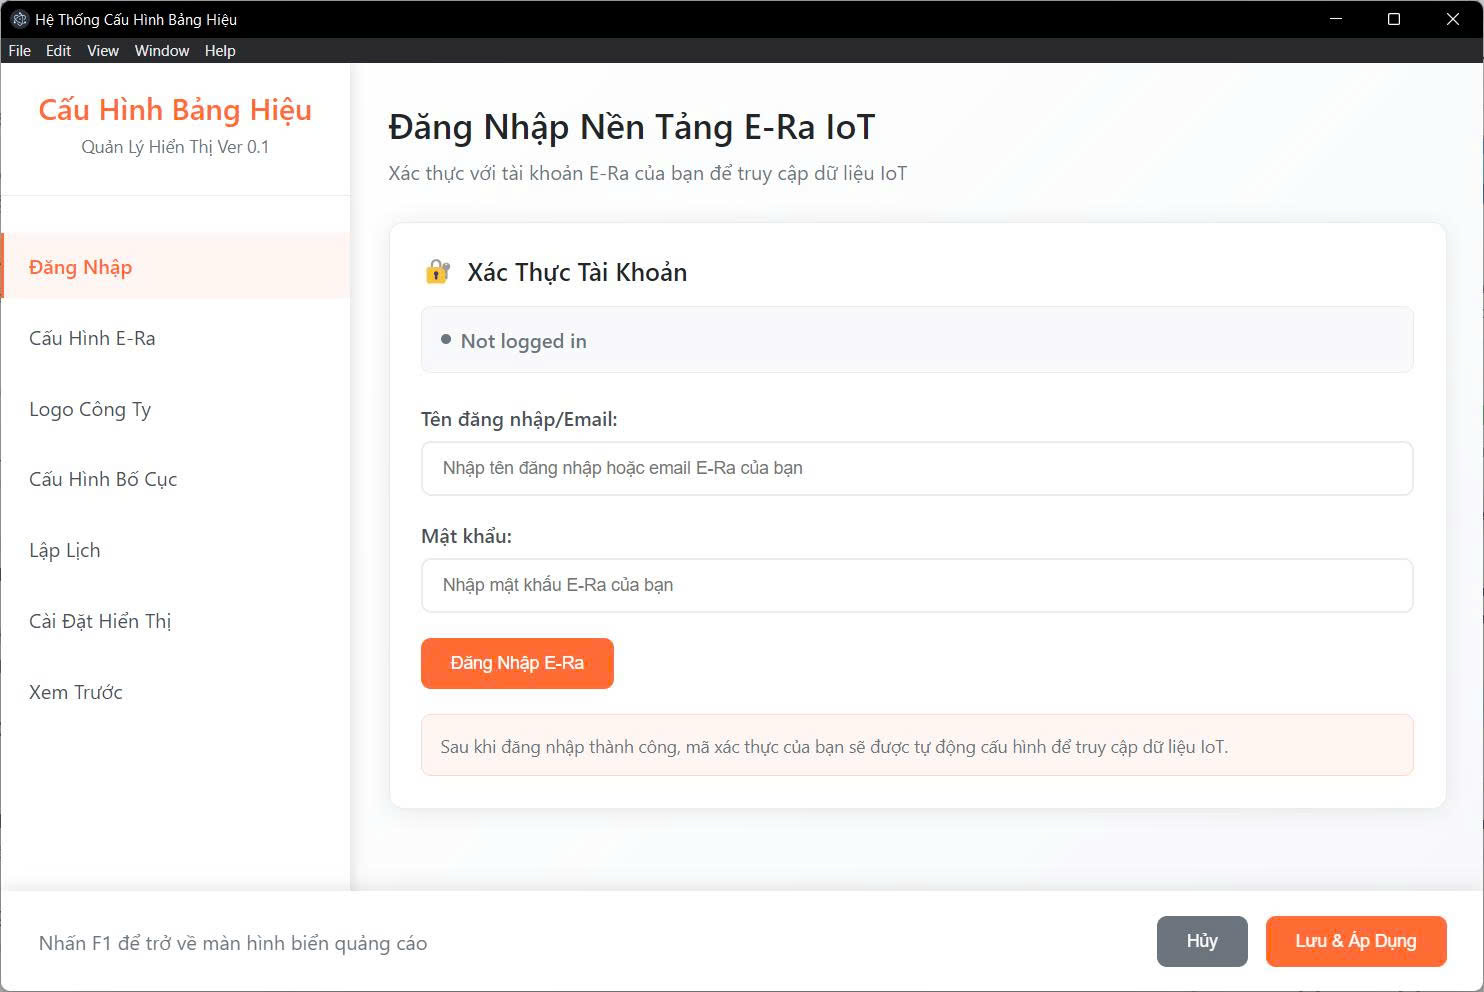 Hệ Thống Cấu Hình Bảng Hiệu
File Edit View Window Help
Cấu Hình Bảng Hiệu
Quản Lý Hiển Thị Ver 0.1
Đăng Nhập
Cấu Hình E-Ra
Logo Công Ty
Cấu Hình Bố Cục
Lập Lịch
Cài Đặt Hiển Thị
Xem Trước
Đăng Nhập Nền Tảng E-Ra IoT
Xác thực với tài khoản E-Ra của bạn để truy cập dữ liệu IoT
Xác Thực Tài Khoản
Not logged in
Tên đăng nhập/Email:
Nhập tên đăng nhập hoặc email E-Ra của bạn
Mật khẩu:
Nhập mật khẩu E-Ra của bạn
Đăng Nhập E-Ra
Sau khi đăng nhập thành công, mã xác thực của bạn sẽ được tự động cấu hình để truy cập dữ liệu IoT.
Nhấn F1 để trở về màn hình biển quảng cáo
Hủy
Lưu & Áp Dụng